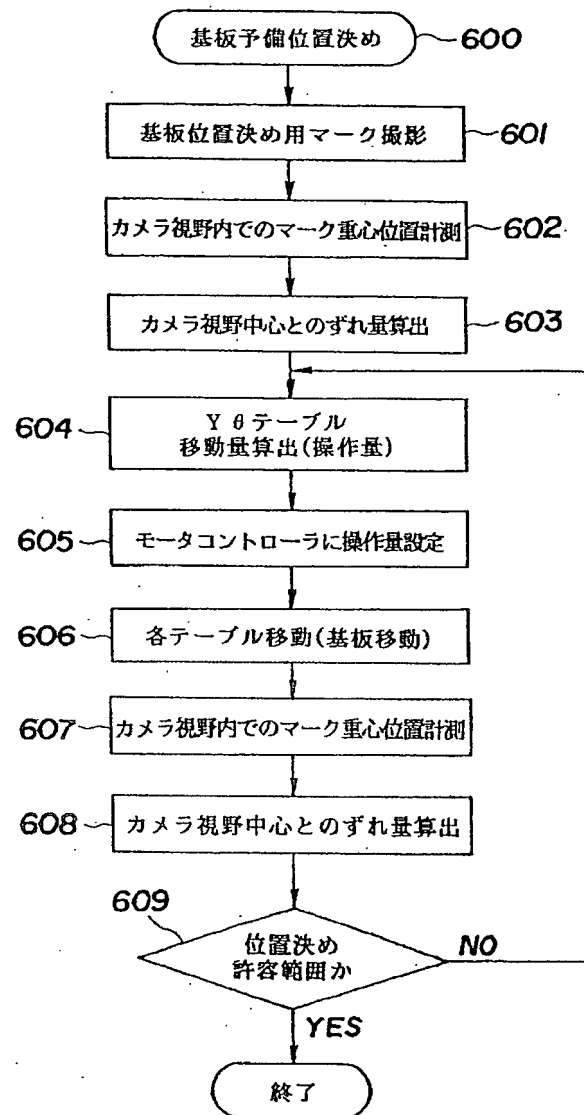 基板予備位置決め 600
基板位置決め用マーク撮影 601
カメラ視野内でのマーク重心位置計測 602
カメラ視野中心とのずれ量算出 603
604 Yθテーブル
移動量算出(操作量)
605 モータコントローラに操作量設定
606 各テーブル移動(基板移動)
607 カメラ視野内でのマーク重心位置計測
608 カメラ視野中心とのずれ量算出
609
位置決め
許容範囲か
NO
YES
終了